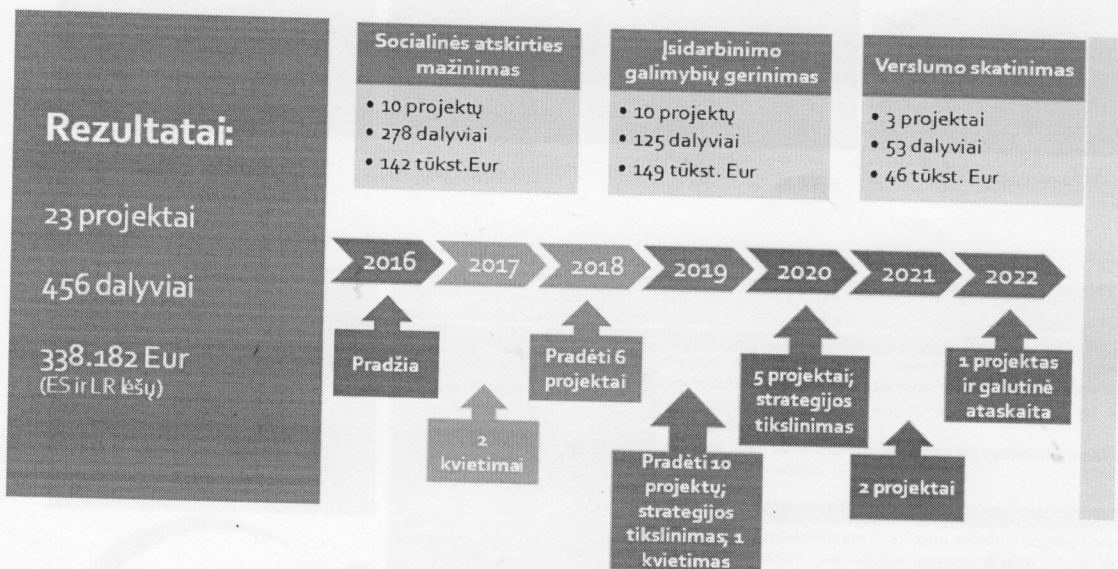 Rezultatai:
23 projektai
456 dalyviai
338.182 Eur
(ES ir LR lėšų)
Socialinės atskirties
mažinimas
• 10 projektų
• 278 dalyviai
• 142 tūkst.Eur
Įsidarbinimo
galimybių gerinimas
• 10 projektų
• 125 dalyviai
• 149 tūkst. Eur
Verslumo skatinimas
• 3 projektai
• 53 dalyviai
• 46 tūkst. Eur
2016
2017
2018
2019
2020
2021
2022
Pradžia
2
kvietimai
Pradėti 6
projektai
Pradėti 10
projektų;
strategijos
tikslinimas; 1
kvietimas
5 projektai;
strategijos
tikslinimas
2 projektai
1 projektas
ir galutinė
ataskaita